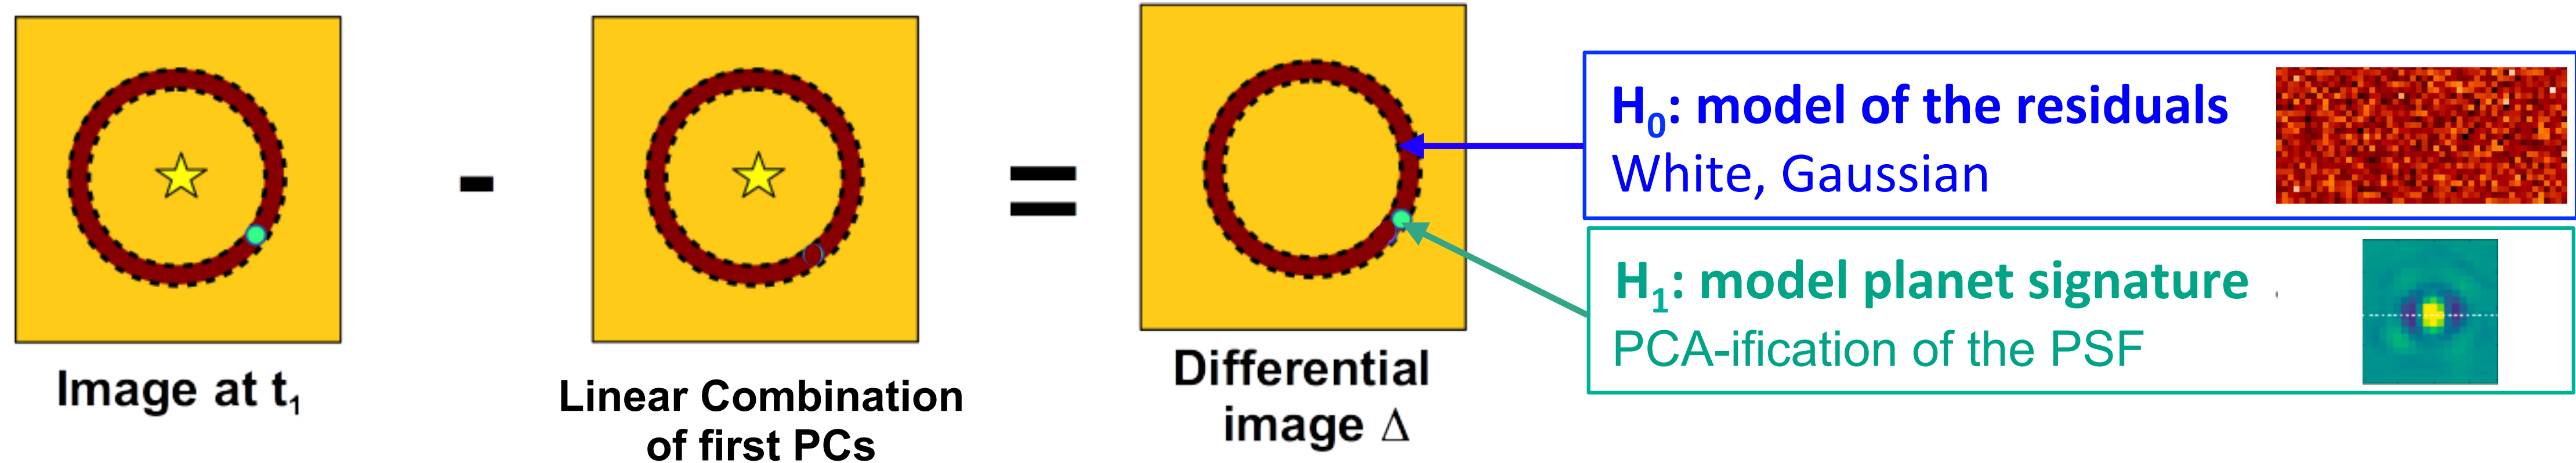 Image at t₁
-
Linear Combination
of first PCs
=
Differential
image Δ
H₀: model of the residuals
White, Gaussian
H₁: model planet signature
PCA-ification of the PSF